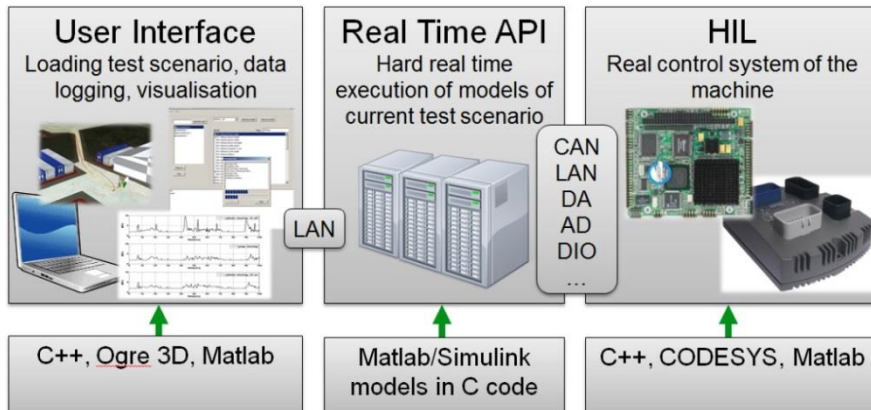 User Interface
Loading test scenario, data
logging, visualisation
LAN
C++, Ogre 3D, Matlab
Real Time API
Hard real time
execution of models of
current test scenario
CAN
LAN
DA
AD
DIO
...
Matlab/Simulink
models in C code
HIL
Real control system of the
machine
C++, CODESYS, Matlab